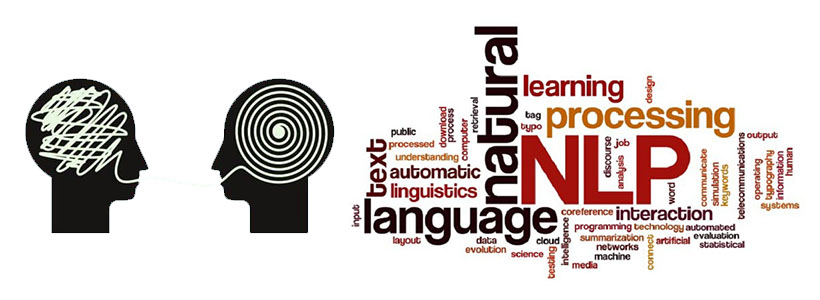 natural
learning
design
processing
tag
typo
NLP
public
download
process
retrieval
processed
computer
understanding
text
automatic
linguistics
discourse
analysis
job
word
communicate
simulation
keywords
telecommunications
output
operating
typography
information
human
systems
input
language
coreference
interaction
layout
data
evolution
cloud
science
intelligence
testing
programming
technology
automated
summarization
connect
artificial
evaluation
statistical
networks
machine
media